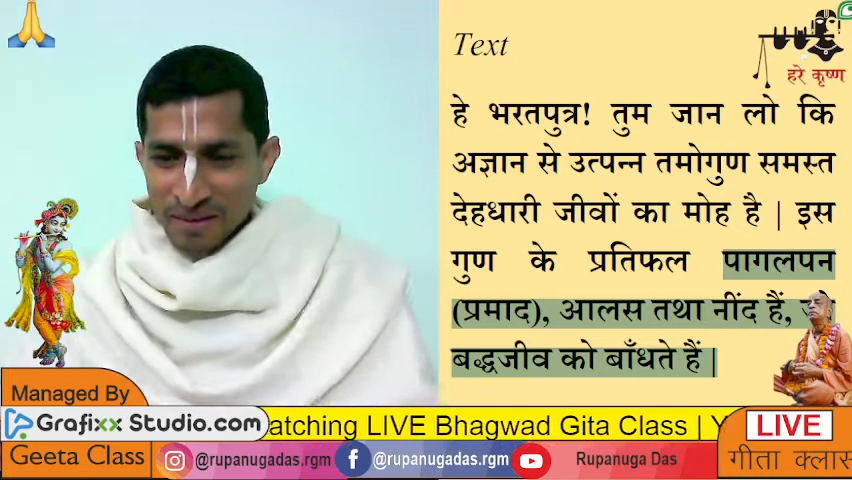 Text
हरे कृष्ण
हे भरतपुत्र! तुम जान लो कि
अज्ञान से उत्पन्न तमोगुण समस्त
देहधारी जीवों का मोह है | इस
गुण के प्रतिफल पागलपन
(प्रमाद), आलस तथा नींद हैं,
बद्धजीव को बाँधते हैं |
Managed By
Grafixx Studio.com
atching LIVE Bhagwad Gita Class | Y
LIVE
Geeta Class
@rupanugadas.rgm
@rupanugadas.rgm
Rupanuga Das
गीता क्लास